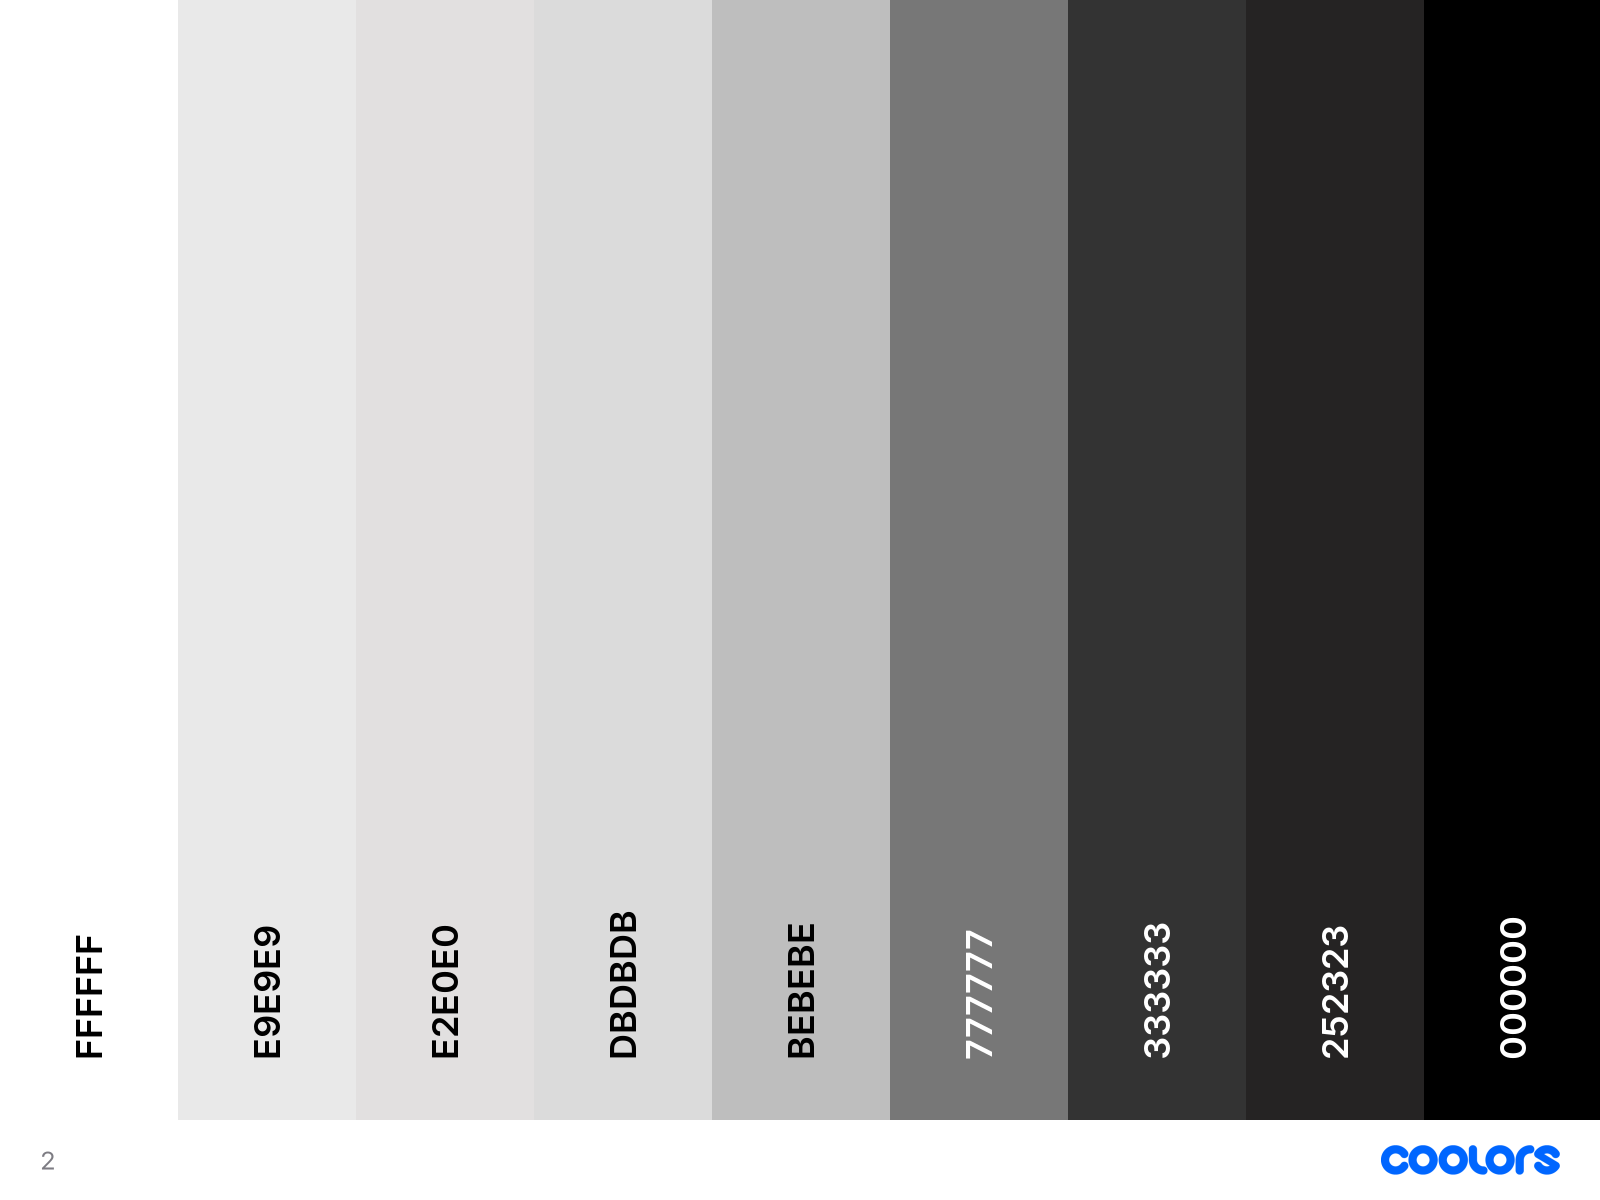 FFFFFF
E9E9E9
E2E0E0
DBDBDB
BEBEBE
777777
333333
252323
000000
2
coolors